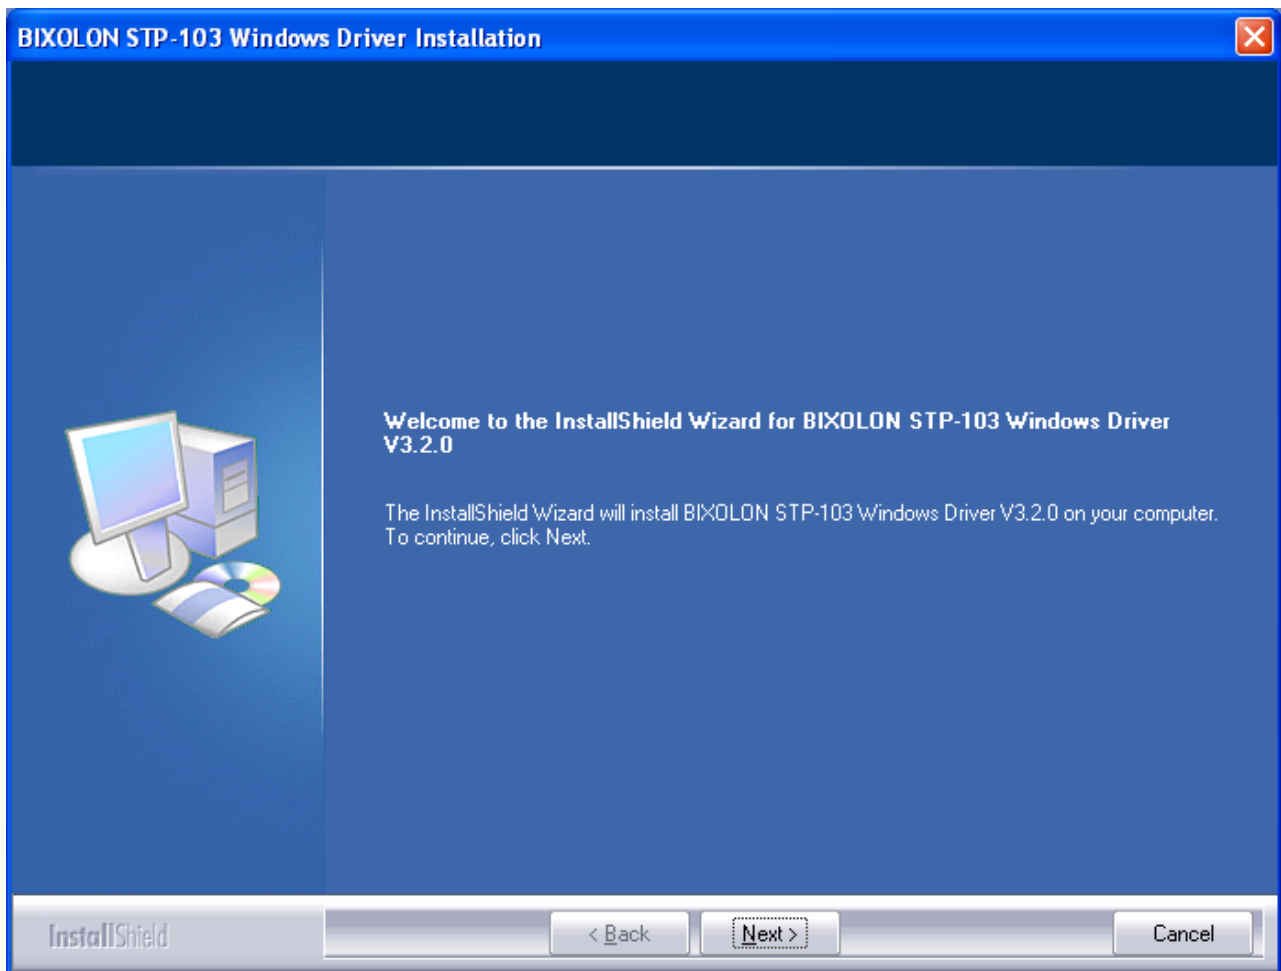 BIXOLON STP-103 Windows Driver Installation
Welcome to the InstallShield Wizard for BIXOLON STP-103 Windows Driver
V3.2.0
The InstallShield Wizard will install BIXOLON STP-103 Windows Driver V3.2.0 on your computer.
To continue, click Next.
InstallShield
< Back
Next >
Cancel